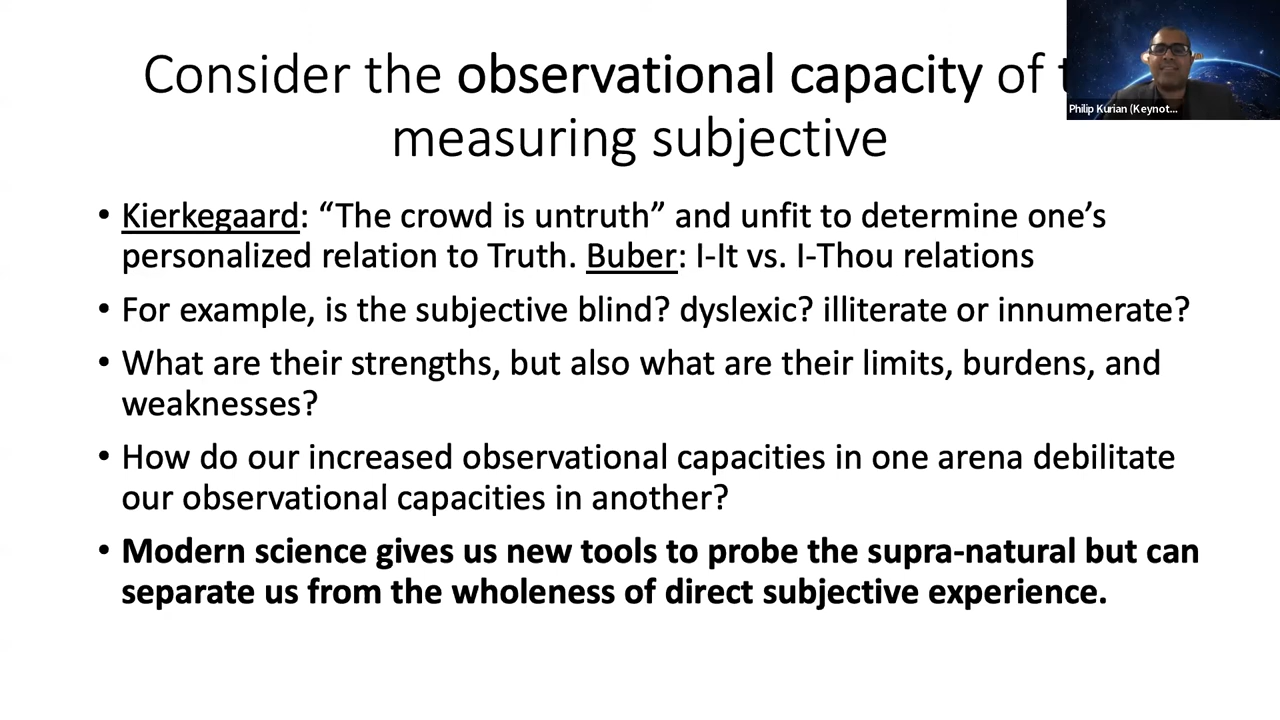 Consider the observational capacity of
measuring subjective
Philip Kurian (Keynot...
• Kierkegaard: “The crowd is untruth” and unfit to determine one’s
personalized relation to Truth. Buber: I-It vs. I-Thou relations
• For example, is the subjective blind? dyslexic? illiterate or innumerate?
• What are their strengths, but also what are their limits, burdens, and
weaknesses?
• How do our increased observational capacities in one arena debilitate
our observational capacities in another?
• Modern science gives us new tools to probe the supra-natural but can
separate us from the wholeness of direct subjective experience.